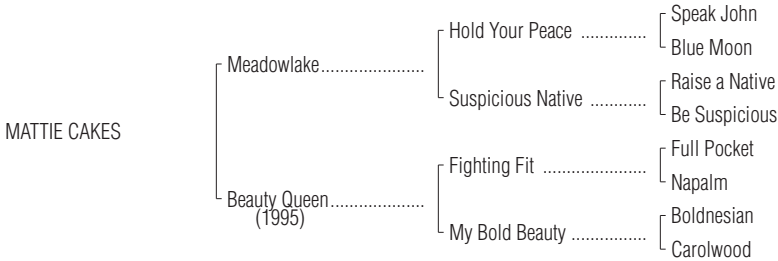 Speak John
Hold Your Peace ..............
Blue Moon
Meadowlake......................
Raise a Native
Suspicious Native ............
Be Suspicious
MATTIE CAKES
Full Pocket
Fighting Fit ......................
Napalm
Beauty Queen....................
(1995)
Boldnesian
My Bold Beauty ................
Carolwood